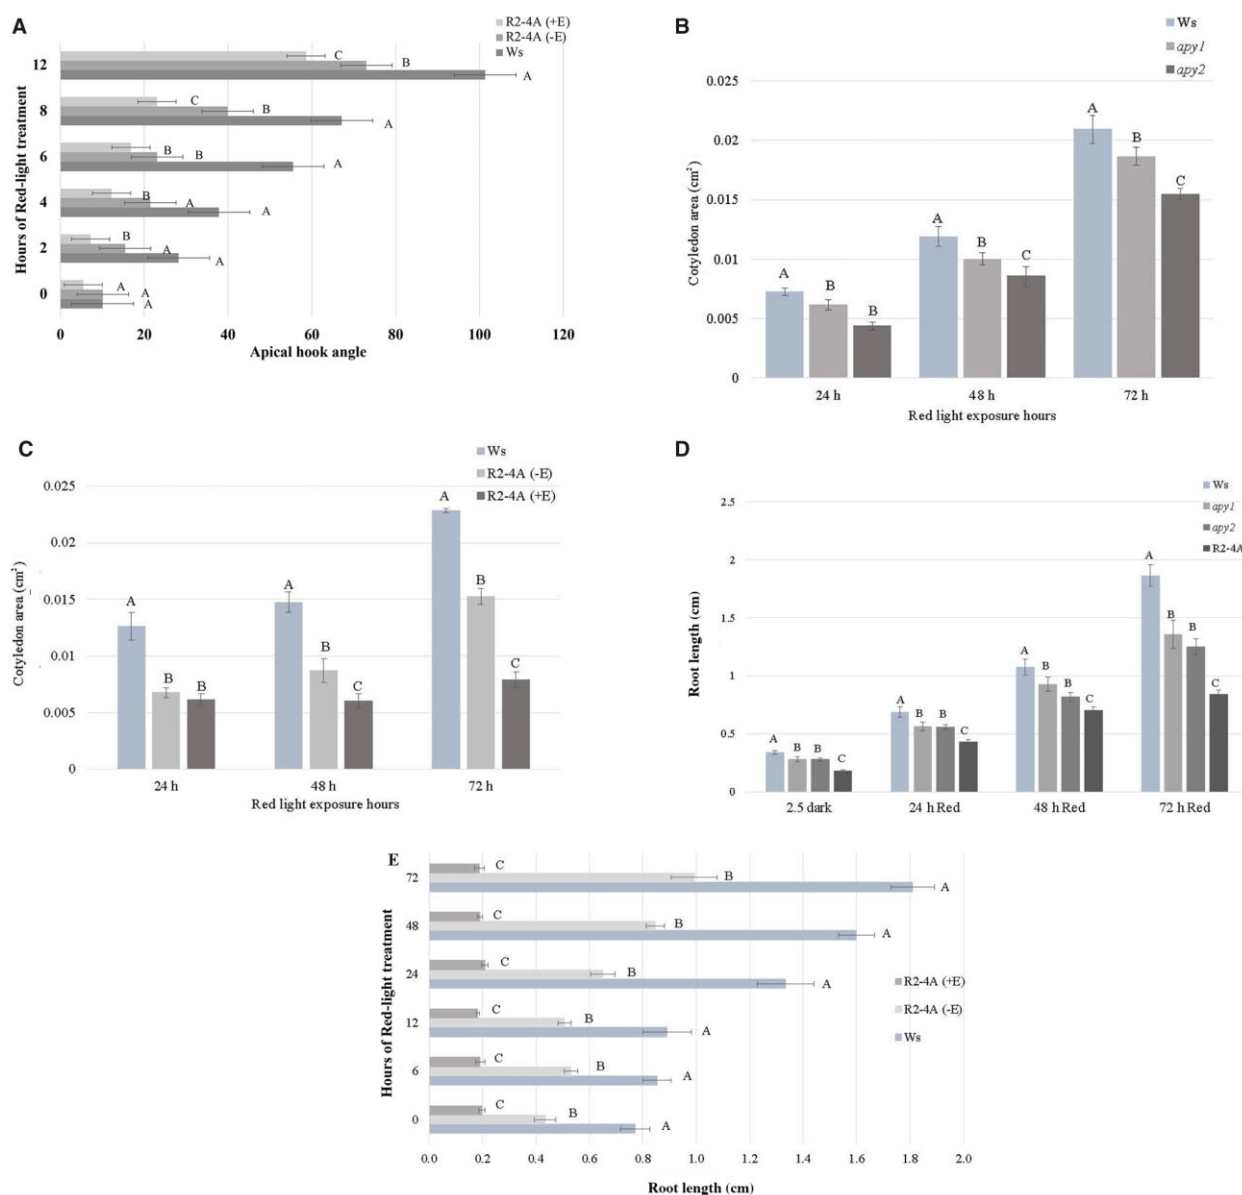 A
R2-4A (+E)
R2-4A (-E)
Ws
Hours of Red-light treatment
12
C
B
A
8
C
B
A
6
B
B
A
4
B
A
A
2
B
A
A
0
A
A
A
0 20 40 60 80 100 120
Apical hook angle
B
Ws
apy1
apy2
Cotyledon area (cm²)
0.025
0.02
0.015
0.01
0.005
0
A B B
A B C
A B C
24 h 48 h 72 h
Red light exposure hours
C
Ws
R2-4A (-E)
R2-4A (+E)
Cotyledon area (cm²)
0.025
0.02
0.015
0.01
0.005
0
A B B
A B C
A B C
24 h 48 h 72 h
Red light exposure hours
D
Ws
apy1
apy2
R2-4A
Root length (cm)
2.5
2
1.5
1
0.5
0
A B B C
A B B C
A B B C
A B B C
2.5 dark 24 h Red 48 h Red 72 h Red
E
Hours of Red-light treatment
72
C
B
A
48
C
B
A
24
C
B
A
12
C
B
A
6
C
B
A
0
C
B
A
R2-4A (+E)
R2-4A (-E)
Ws
0.0 0.2 0.4 0.6 0.8 1.0 1.2 1.4 1.6 1.8 2.0
Root length (cm)